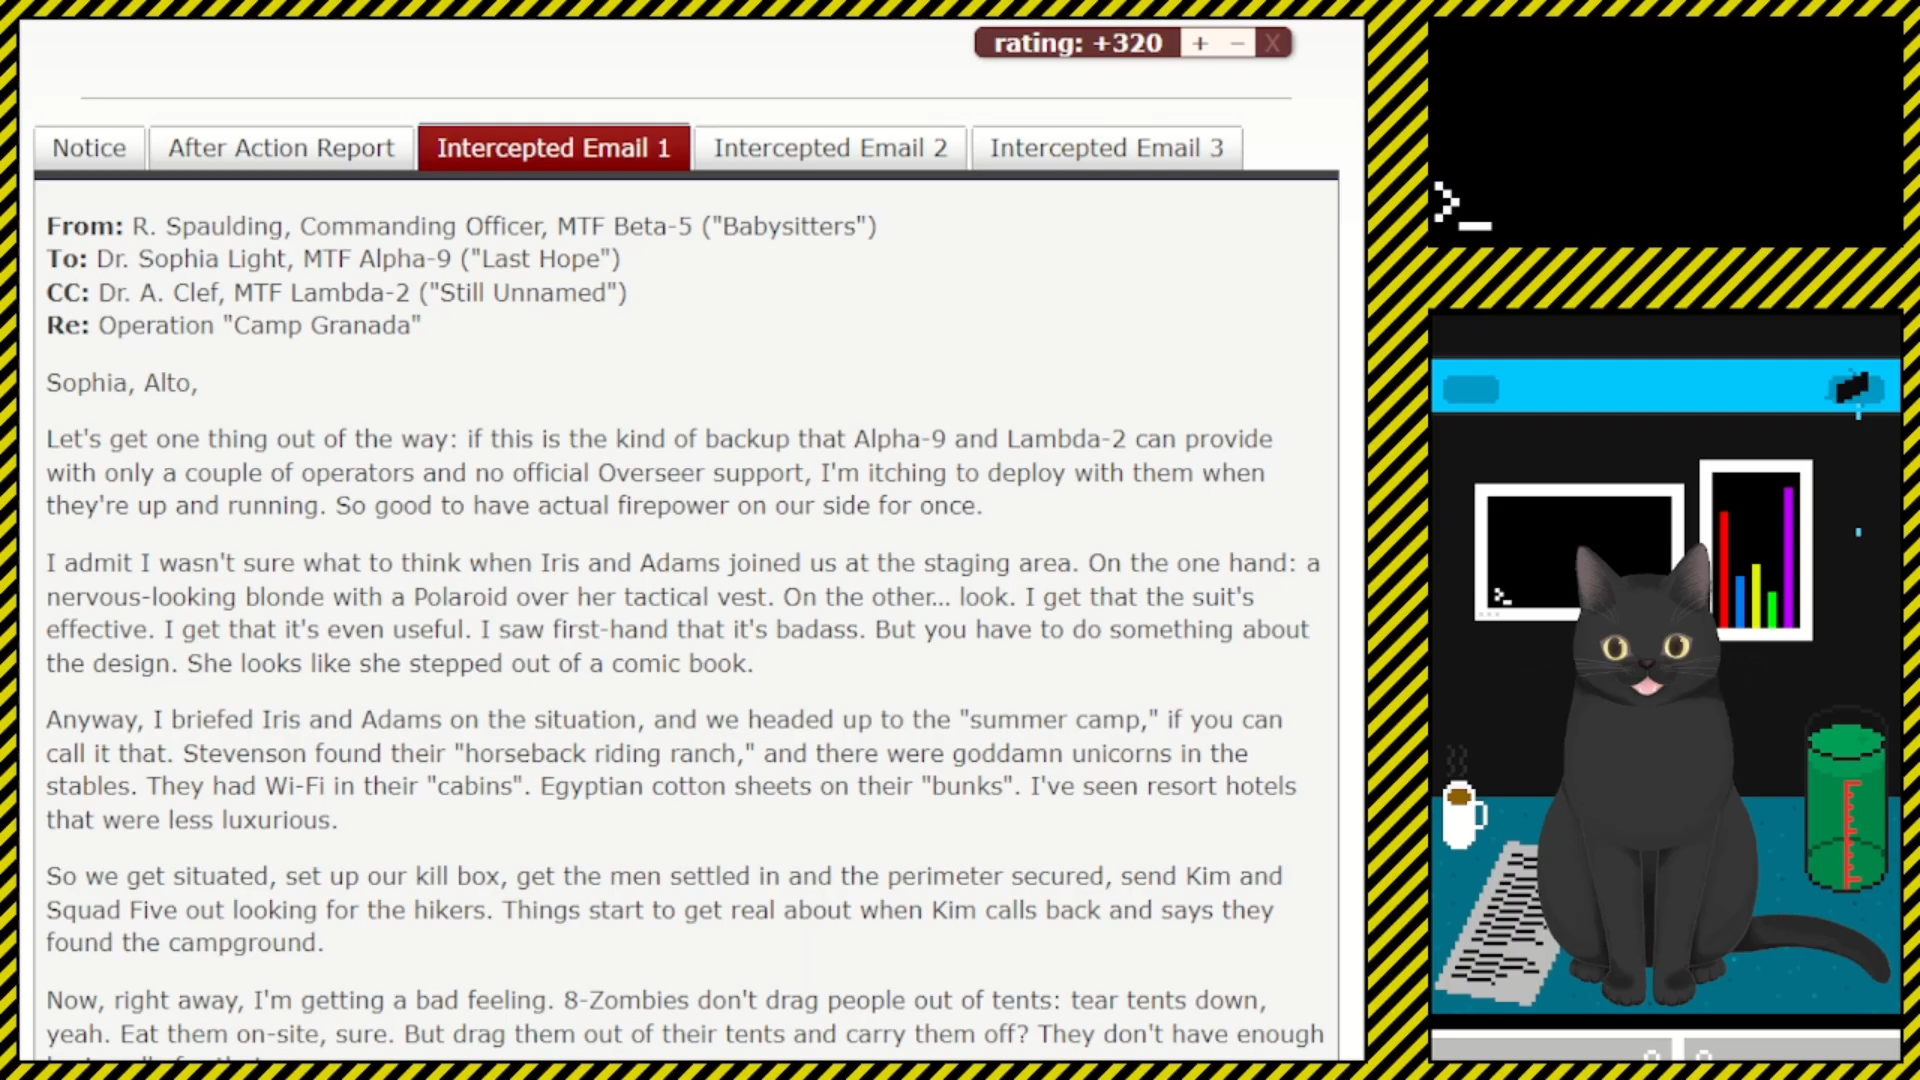 rating: +320 + − X
Notice After Action Report Intercepted Email 1 Intercepted Email 2 Intercepted Email 3
From: R. Spaulding, Commanding Officer, MTF Beta-5 ("Babysitters")
To: Dr. Sophia Light, MTF Alpha-9 ("Last Hope")
CC: Dr. A. Clef, MTF Lambda-2 ("Still Unnamed")
Re: Operation "Camp Granada"
Sophia, Alto,
Let's get one thing out of the way: if this is the kind of backup that Alpha-9 and Lambda-2 can provide
with only a couple of operators and no official Overseer support, I'm itching to deploy with them when
they're up and running. So good to have actual firepower on our side for once.
I admit I wasn't sure what to think when Iris and Adams joined us at the staging area. On the one hand: a
nervous-looking blonde with a Polaroid over her tactical vest. On the other... look. I get that the suit's
effective. I get that it's even useful. I saw first-hand that it's badass. But you have to do something about
the design. She looks like she stepped out of a comic book.
Anyway, I briefed Iris and Adams on the situation, and we headed up to the "summer camp," if you can
call it that. Stevenson found their "horseback riding ranch," and there were goddamn unicorns in the
stables. They had Wi-Fi in their "cabins". Egyptian cotton sheets on their "bunks". I've seen resort hotels
that were less luxurious.
So we get situated, set up our kill box, get the men settled in and the perimeter secured, send Kim and
Squad Five out looking for the hikers. Things start to get real about when Kim calls back and says they
found the campground.
Now, right away, I'm getting a bad feeling. 8-Zombies don't drag people out of tents: tear tents down,
yeah. Eat them on-site, sure. But drag them out of their tents and carry them off? They don't have enough
>_
>_